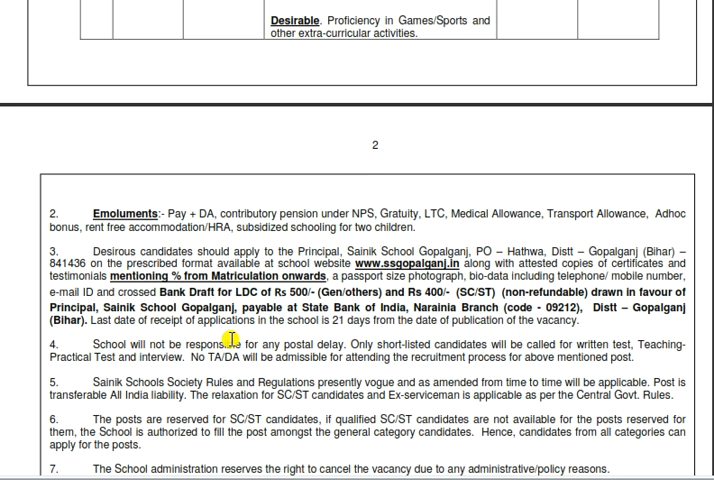 Desirable. Proficiency in Games/Sports and
other extra-curricular activities.
2
2. Emoluments:- Pay + DA, contributory pension under NPS, Gratuity, LTC, Medical Allowance, Transport Allowance, Adhoc
bonus, rent free accommodation/HRA, subsidized schooling for two children.
3. Desirous candidates should apply to the Principal, Sainik School Gopalganj, PO – Hathwa, Distt – Gopalganj (Bihar) –
841436 on the prescribed format available at school website www.ssgopalganj.in along with attested copies of certificates and
testimonials mentioning % from Matriculation onwards, a passport size photograph, bio-data including telephone/ mobile number,
e-mail ID and crossed Bank Draft for LDC of Rs 500/- (Gen/others) and Rs 400/- (SC/ST) (non-refundable) drawn in favour of
Principal, Sainik School Gopalganj, payable at State Bank of India, Narainia Branch (code - 09212), Distt – Gopalganj
(Bihar). Last date of receipt of applications in the school is 21 days from the date of publication of the vacancy.
4. School will not be responsible for any postal delay. Only short-listed candidates will be called for written test, Teaching-
Practical Test and interview. No TA/DA will be admissible for attending the recruitment process for above mentioned post.
5. Sainik Schools Society Rules and Regulations presently vogue and as amended from time to time will be applicable. Post is
transferable All India liability. The relaxation for SC/ST candidates and Ex-serviceman is applicable as per the Central Govt. Rules.
6. The posts are reserved for SC/ST candidates, if qualified SC/ST candidates are not available for the posts reserved for
them, the School is authorized to fill the post amongst the general category candidates. Hence, candidates from all categories can
apply for the posts.
7. The School administration reserves the right to cancel the vacancy due to any administrative/policy reasons.